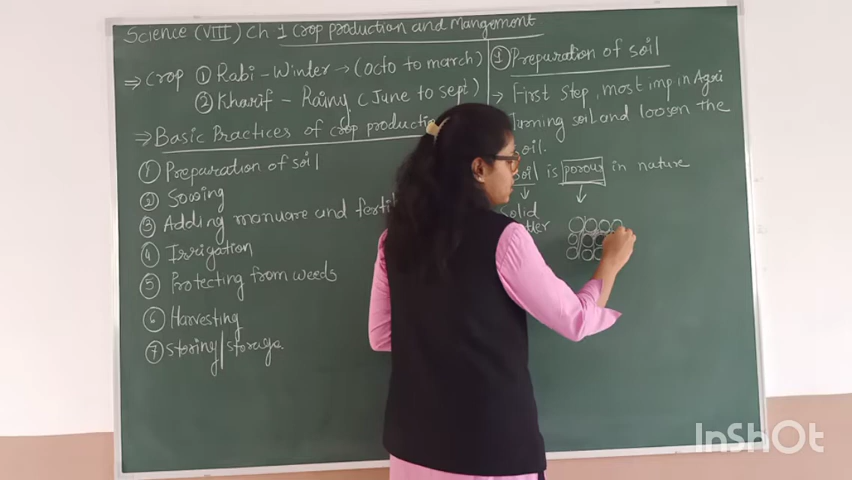 Science (VIII) Ch 1 Crop production and Mangement
⇒ Crop ① Rabi - Winter → (octo to march)
② Kharif - Rainy (June to sept)
⇒ Basic Practices of crop producti
① Preparation of soil
② Sowing
③ Adding manuare and fertil
④ Irrigation
⑤ Protecting from weeds
⑥ Harvesting
⑦ Storing/storage
① Preparation of soil
→ First step, most imp in Agri
Turning soil and loosen the
soil.
soil is porous in nature
↓ ↓
Solid
InShOt